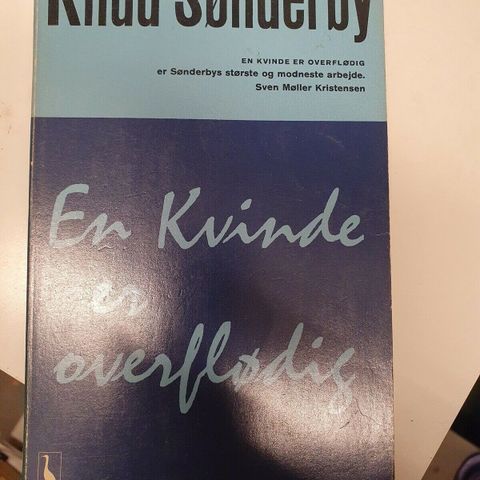 Knud Sønderby
EN KVINDE ER OVERFLØDIG
er Sønderbys største og modneste arbejde.
Sven Møller Kristensen
En Kvinde
er
overflødig